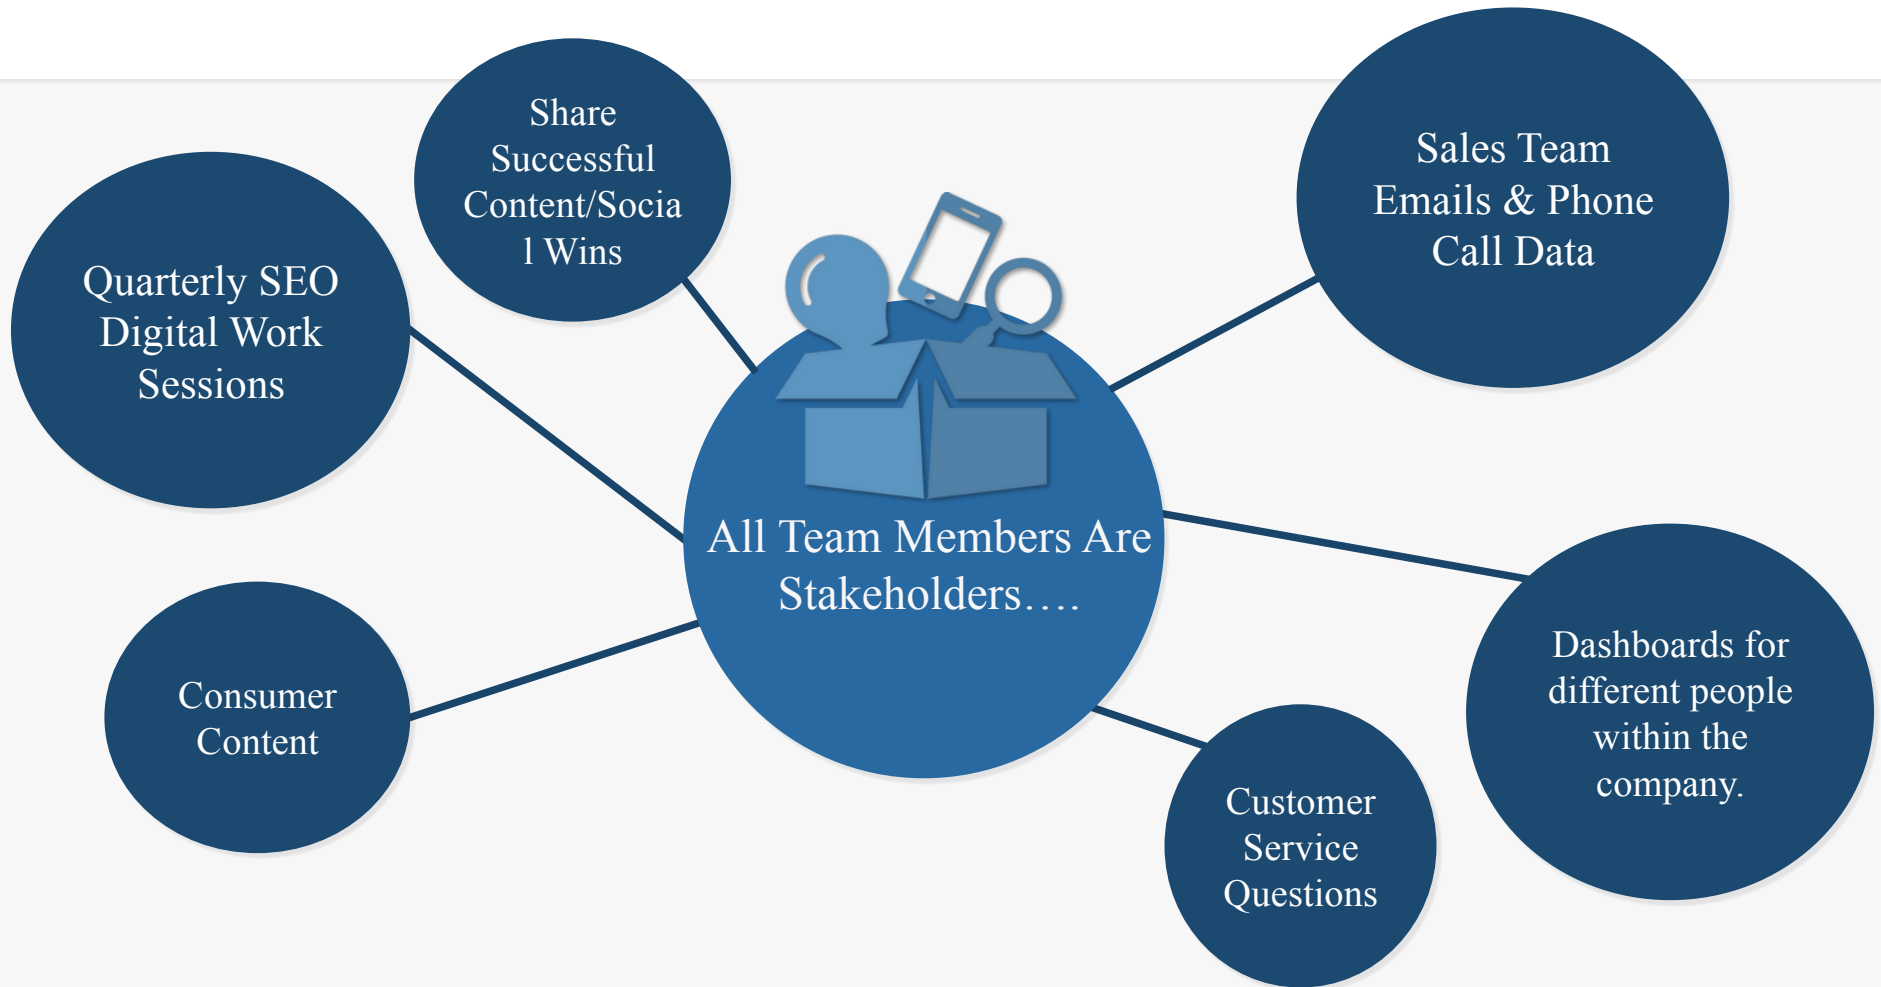 Share
Successful
Content/Socia
l Wins
Sales Team
Emails & Phone
Call Data
Quarterly SEO
Digital Work
Sessions
All Team Members Are
Stakeholders….
Consumer
Content
Dashboards for
different people
within the
company.
Customer
Service
Questions